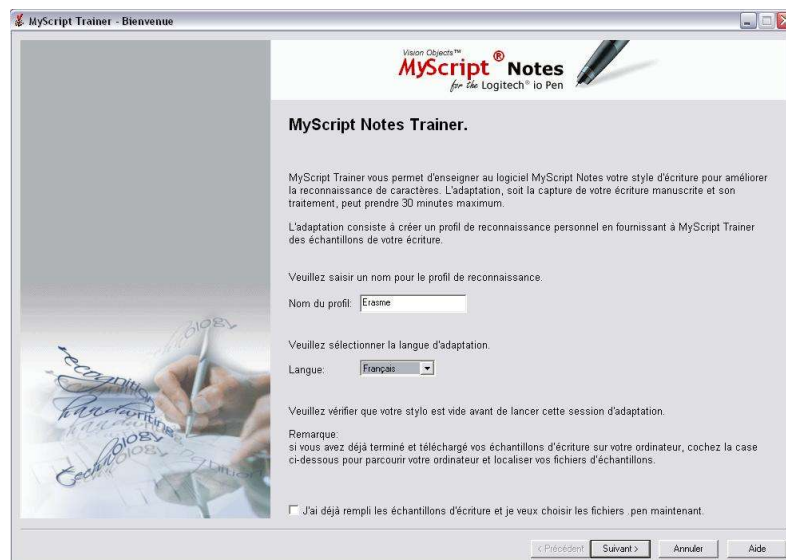 MyScript Trainer - Bienvenue
Vision Objects™
MyScript® Notes
for the Logitech® io Pen
MyScript Notes Trainer.
MyScript Trainer vous permet d'enseigner au logiciel MyScript Notes votre style d'écriture pour améliorer
la reconnaissance de caractères. L'adaptation, soit la capture de votre écriture manuscrite et son
traitement, peut prendre 30 minutes maximum.
L'adaptation consiste à créer un profil de reconnaissance personnel en fournissant à MyScript Trainer
des échantillons de votre écriture.
Veuillez saisir un nom pour le profil de reconnaissance.
Nom du profil: Erasme
Veuillez sélectionner la langue d'adaptation.
Langue: Français
Veuillez vérifier que votre stylo est vide avant de lancer cette session d'adaptation.
Remarque:
si vous avez déjà terminé et téléchargé vos échantillons d'écriture sur votre ordinateur, cochez la case
ci-dessous pour parcourir votre ordinateur et localiser vos fichiers d'échantillons.
J'ai déjà rempli les échantillons d'écriture et je veux choisir les fichiers .pen maintenant.
< Précédent Suivant > Annuler Aide
ology
recognition
handwriting
ology
technology